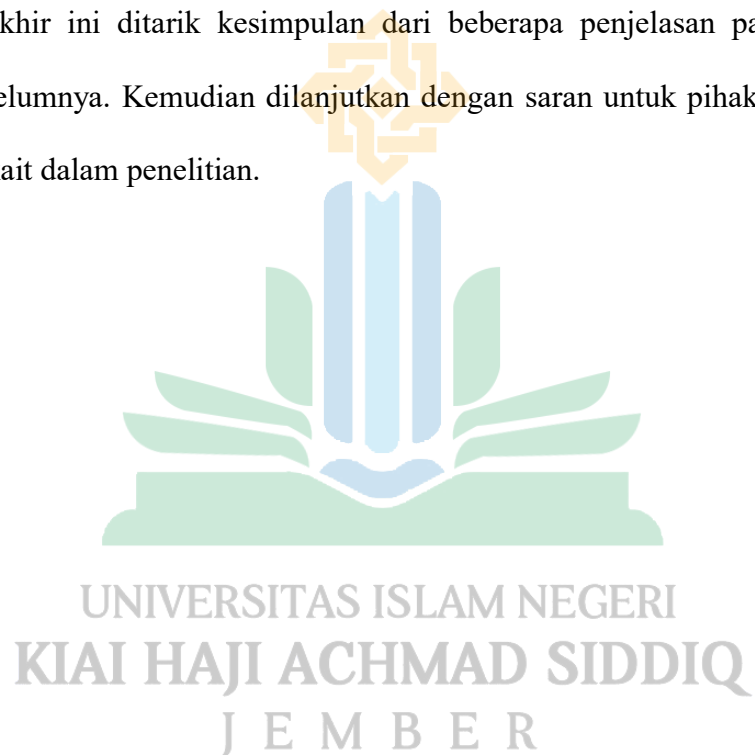 khir ini ditarik kesimpulan dari beberapa penjelasan pa
elumnya. Kemudian dilanjutkan dengan saran untuk pihak
ait dalam penelitian.
UNIVERSITAS ISLAM NEGERI
KIAI HAJI ACHMAD SIDDIQ
JEMBER